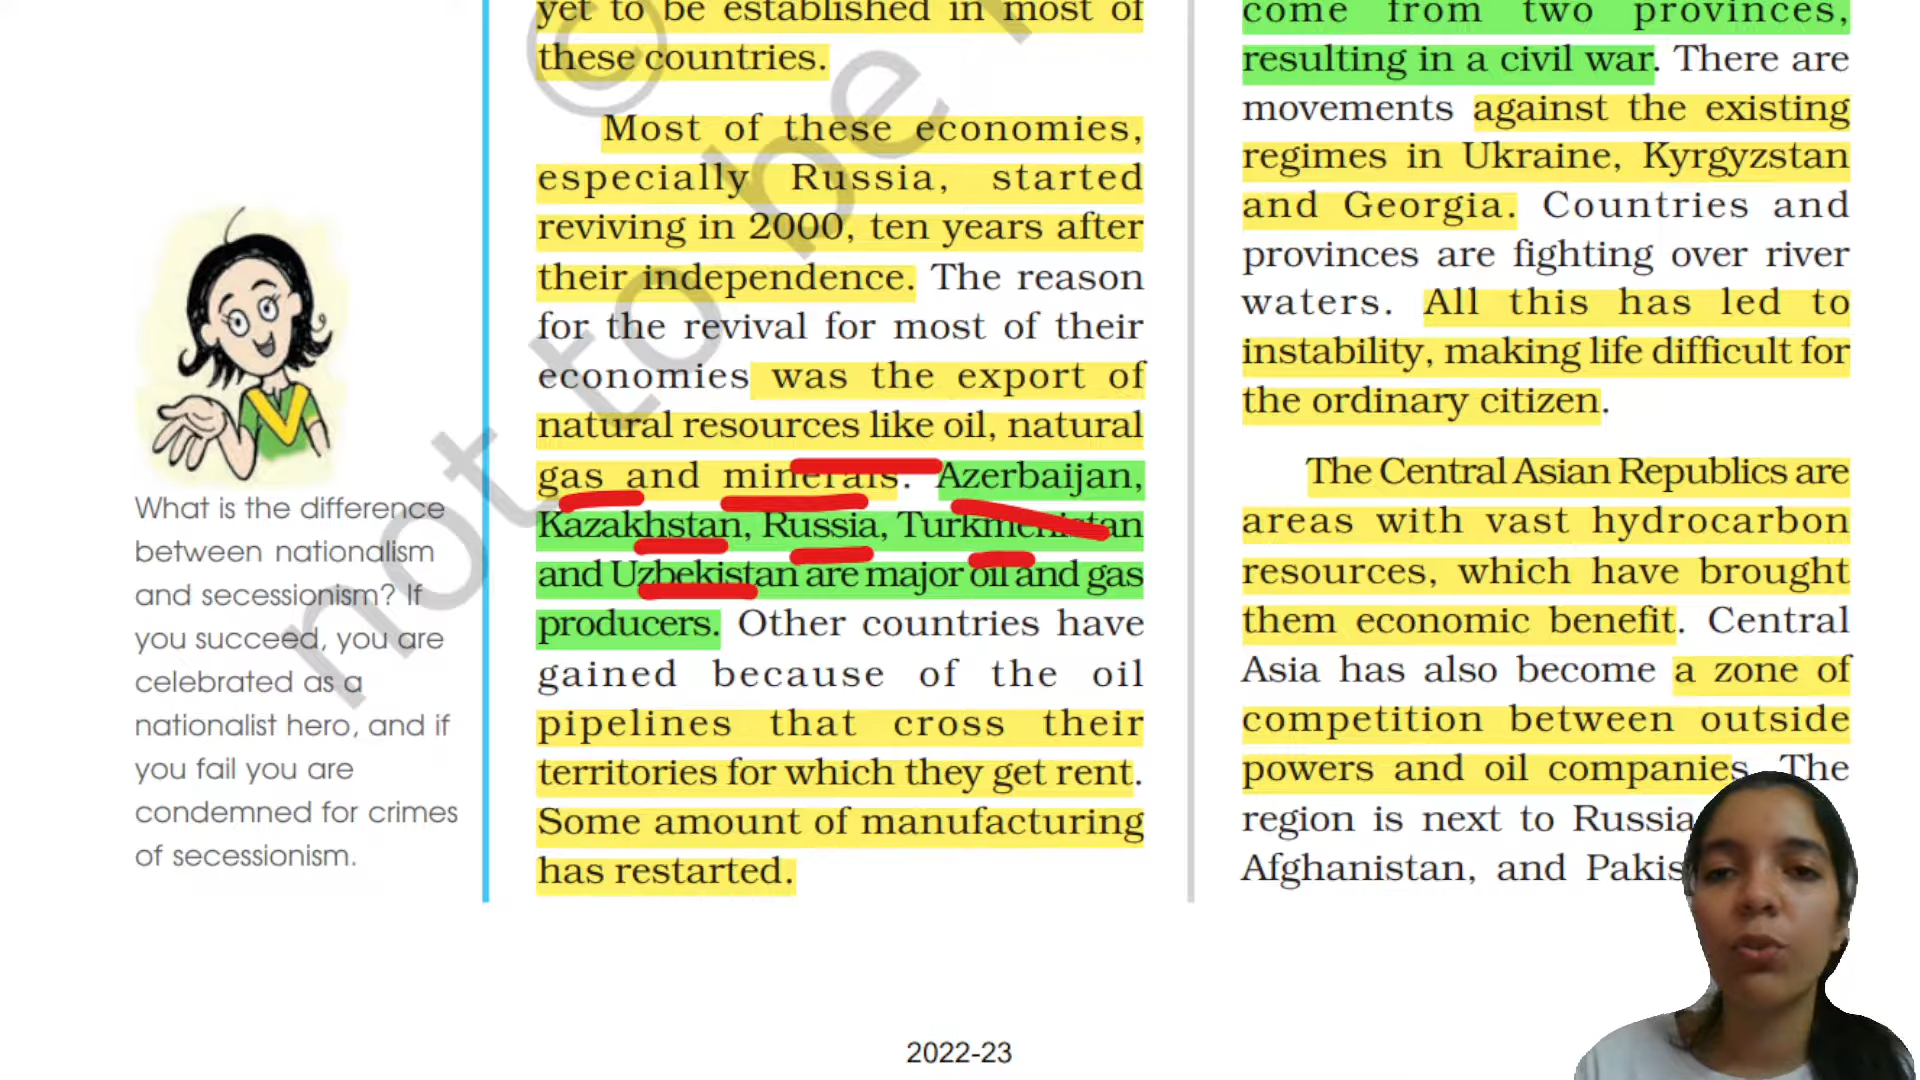 yet to be established in most of
these countries.
Most of these economies,
especially Russia, started
reviving in 2000, ten years after
their independence. The reason
for the revival for most of their
economies was the export of
natural resources like oil, natural
gas and minerals. Azerbaijan,
Kazakhstan, Russia, Turkmenistan
and Uzbekistan are major oil and gas
producers. Other countries have
gained because of the oil
pipelines that cross their
territories for which they get rent.
Some amount of manufacturing
has restarted.
come from two provinces,
resulting in a civil war. There are
movements against the existing
regimes in Ukraine, Kyrgyzstan
and Georgia. Countries and
provinces are fighting over river
waters. All this has led to
instability, making life difficult for
the ordinary citizen.
The Central Asian Republics are
areas with vast hydrocarbon
resources, which have brought
them economic benefit. Central
Asia has also become a zone of
competition between outside
powers and oil companies. The
region is next to Russia
Afghanistan, and
What is the difference
between nationalism
and secessionism? If
you succeed, you are
celebrated as a
nationalist hero, and if
you fail you are
condemned for crimes
of secessionism.
© not to be
2022-23